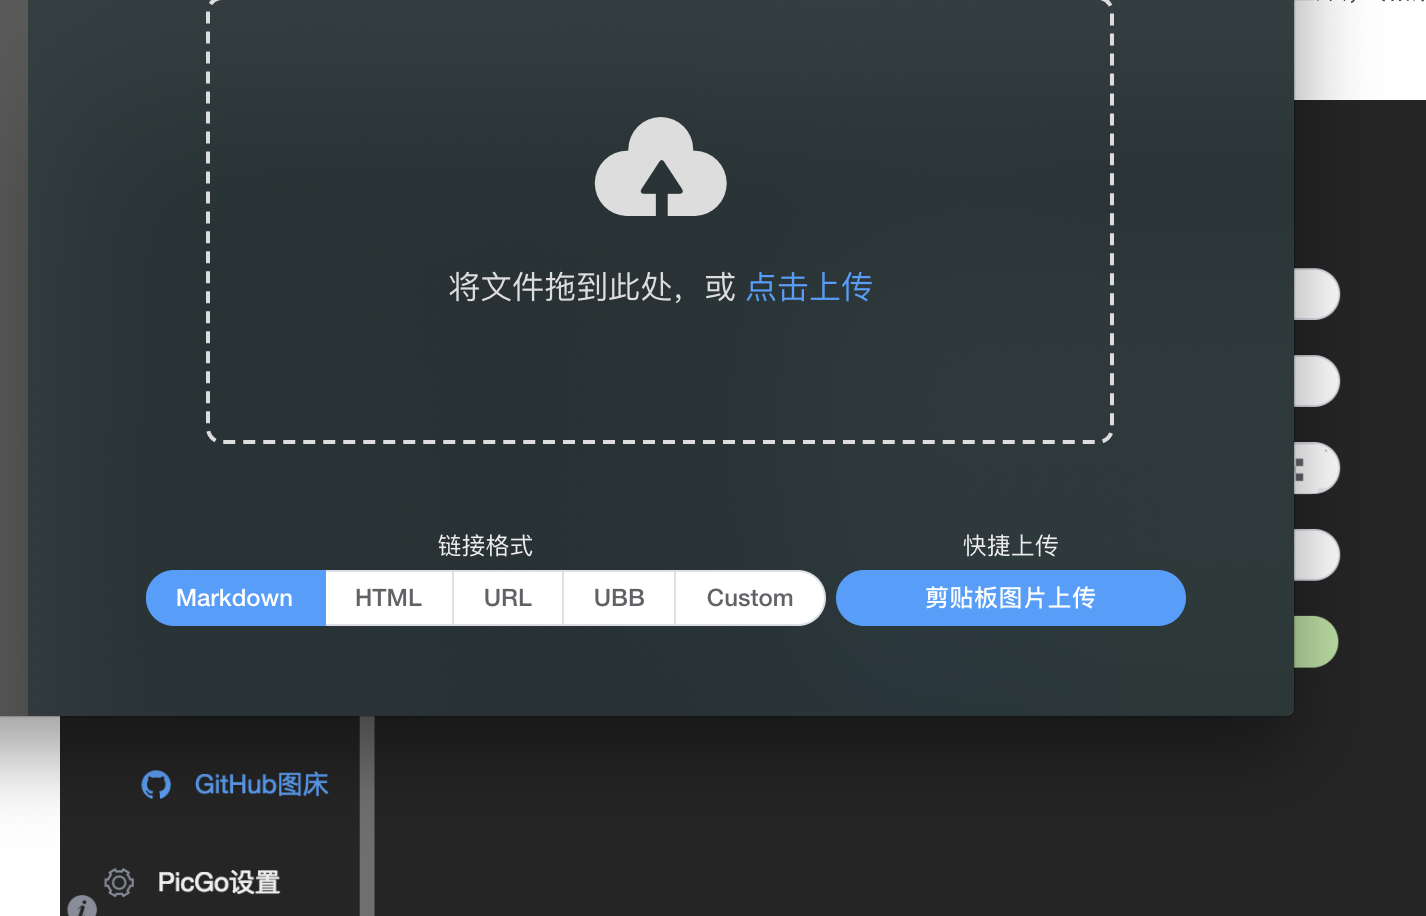 将文件拖到此处，或 点击上传
链接格式
快捷上传
Markdown
HTML
URL
UBB
Custom
剪贴板图片上传
GitHub图床
PicGo设置